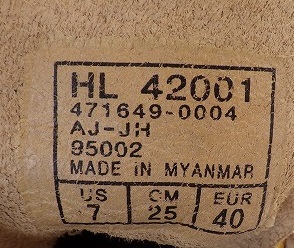 HL 42001
471649-0004
AJ-JH
95002
MADE IN MYANMAR
US CM EUR
7 25 40